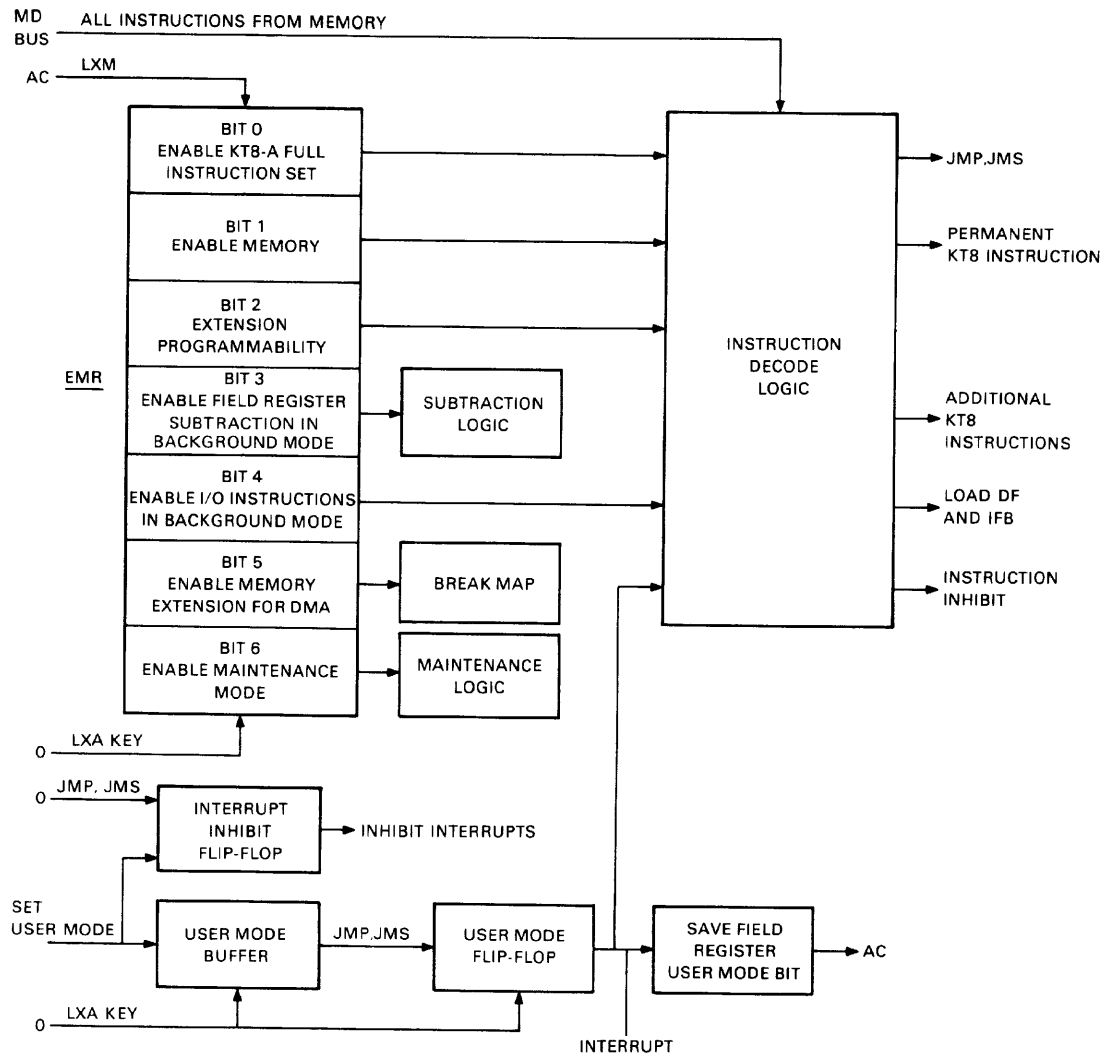 MD
BUS
ALL INSTRUCTIONS FROM MEMORY
AC
LXM
BIT 0
ENABLE KT8-A FULL
INSTRUCTION SET
BIT 1
ENABLE MEMORY
BIT 2
EXTENSION
PROGRAMMABILITY
EMR
BIT 3
ENABLE FIELD REGISTER
SUBTRACTION IN
BACKGROUND MODE
SUBTRACTION
LOGIC
BIT 4
ENABLE I/O INSTRUCTIONS
IN BACKGROUND MODE
BIT 5
ENABLE MEMORY
EXTENSION FOR DMA
BREAK MAP
BIT 6
ENABLE MAINTENANCE
MODE
MAINTENANCE
LOGIC
INSTRUCTION
DECODE
LOGIC
JMP,JMS
PERMANENT
KT8 INSTRUCTION
ADDITIONAL
KT8
INSTRUCTIONS
LOAD DF
AND IFB
INSTRUCTION
INHIBIT
0
LXA KEY
0
JMP, JMS
INTERRUPT
INHIBIT
FLIP-FLOP
INHIBIT INTERRUPTS
SET
USER MODE
USER MODE
BUFFER
JMP,JMS
USER MODE
FLIP-FLOP
SAVE FIELD
REGISTER
USER MODE BIT
AC
0
LXA KEY
INTERRUPT